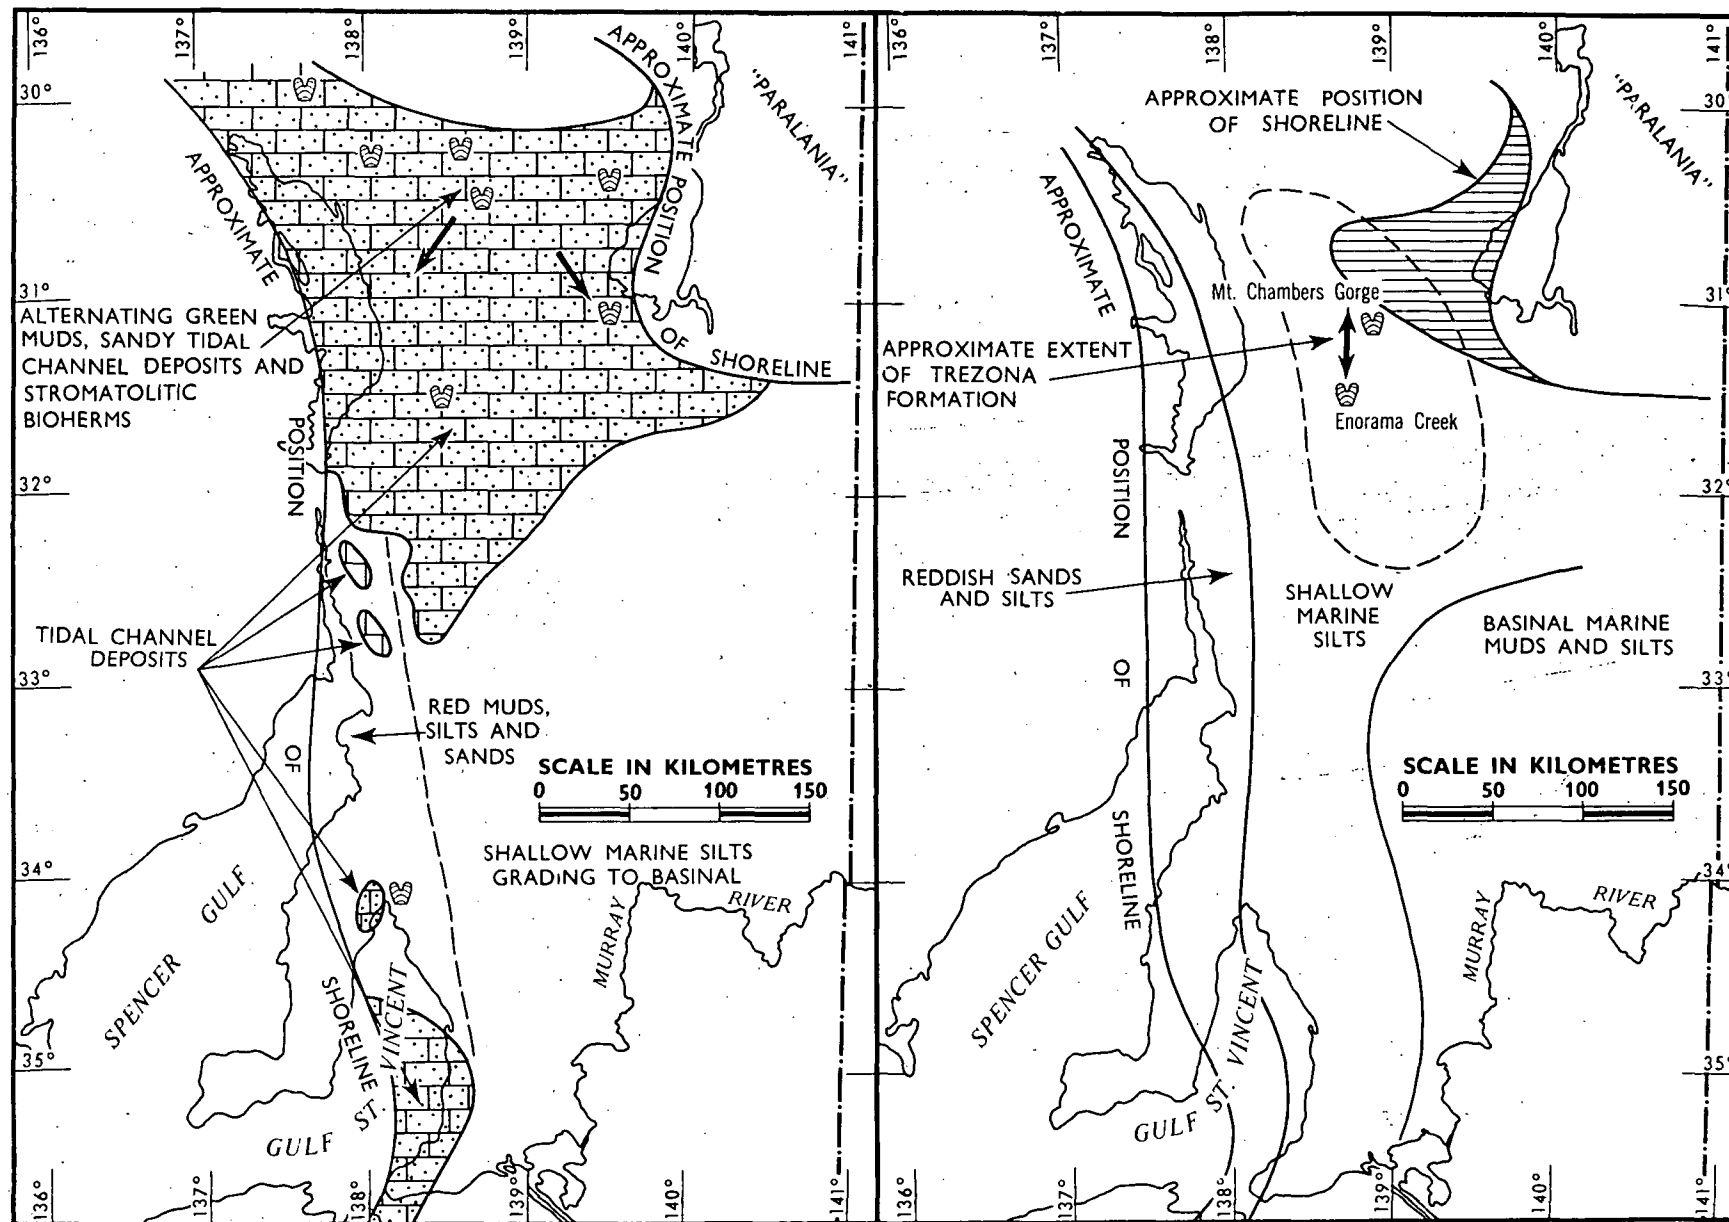 136°
137°
138°
139°
140°
141°
30°
31°
32°
33°
34°
35°
APPROXIMATE POSITION OF SHORELINE
"PARALANIA"
APPROXIMATE POSITION OF SHORELINE
ALTERNATING GREEN
MUDS, SANDY TIDAL
CHANNEL DEPOSITS AND
STROMATOLITIC
BIOHERMS
TIDAL CHANNEL
DEPOSITS
RED MUDS,
SILTS AND
SANDS
SCALE IN KILOMETRES
0 50 100 150
SHALLOW MARINE SILTS
GRADING TO BASINAL
SPENCER GULF
GULF ST. VINCENT
MURRAY RIVER
136°
137°
138°
139°
140°
141°
136°
137°
138°
139°
140°
141°
APPROXIMATE POSITION
OF SHORELINE
"PARALANIA"
APPROXIMATE POSITION OF SHORELINE
Mt. Chambers Gorge
APPROXIMATE EXTENT
OF TREZONA
FORMATION
Enorama Creek
REDDISH SANDS
AND SILTS
SHALLOW
MARINE
SILTS
BASINAL MARINE
MUDS AND SILTS
SCALE IN KILOMETRES
0 50 100 150
SPENCER GULF
GULF ST. VINCENT
MURRAY RIVER
30°
31°
32°
33°
34°
35°
136°
137°
138°
139°
140°
141°